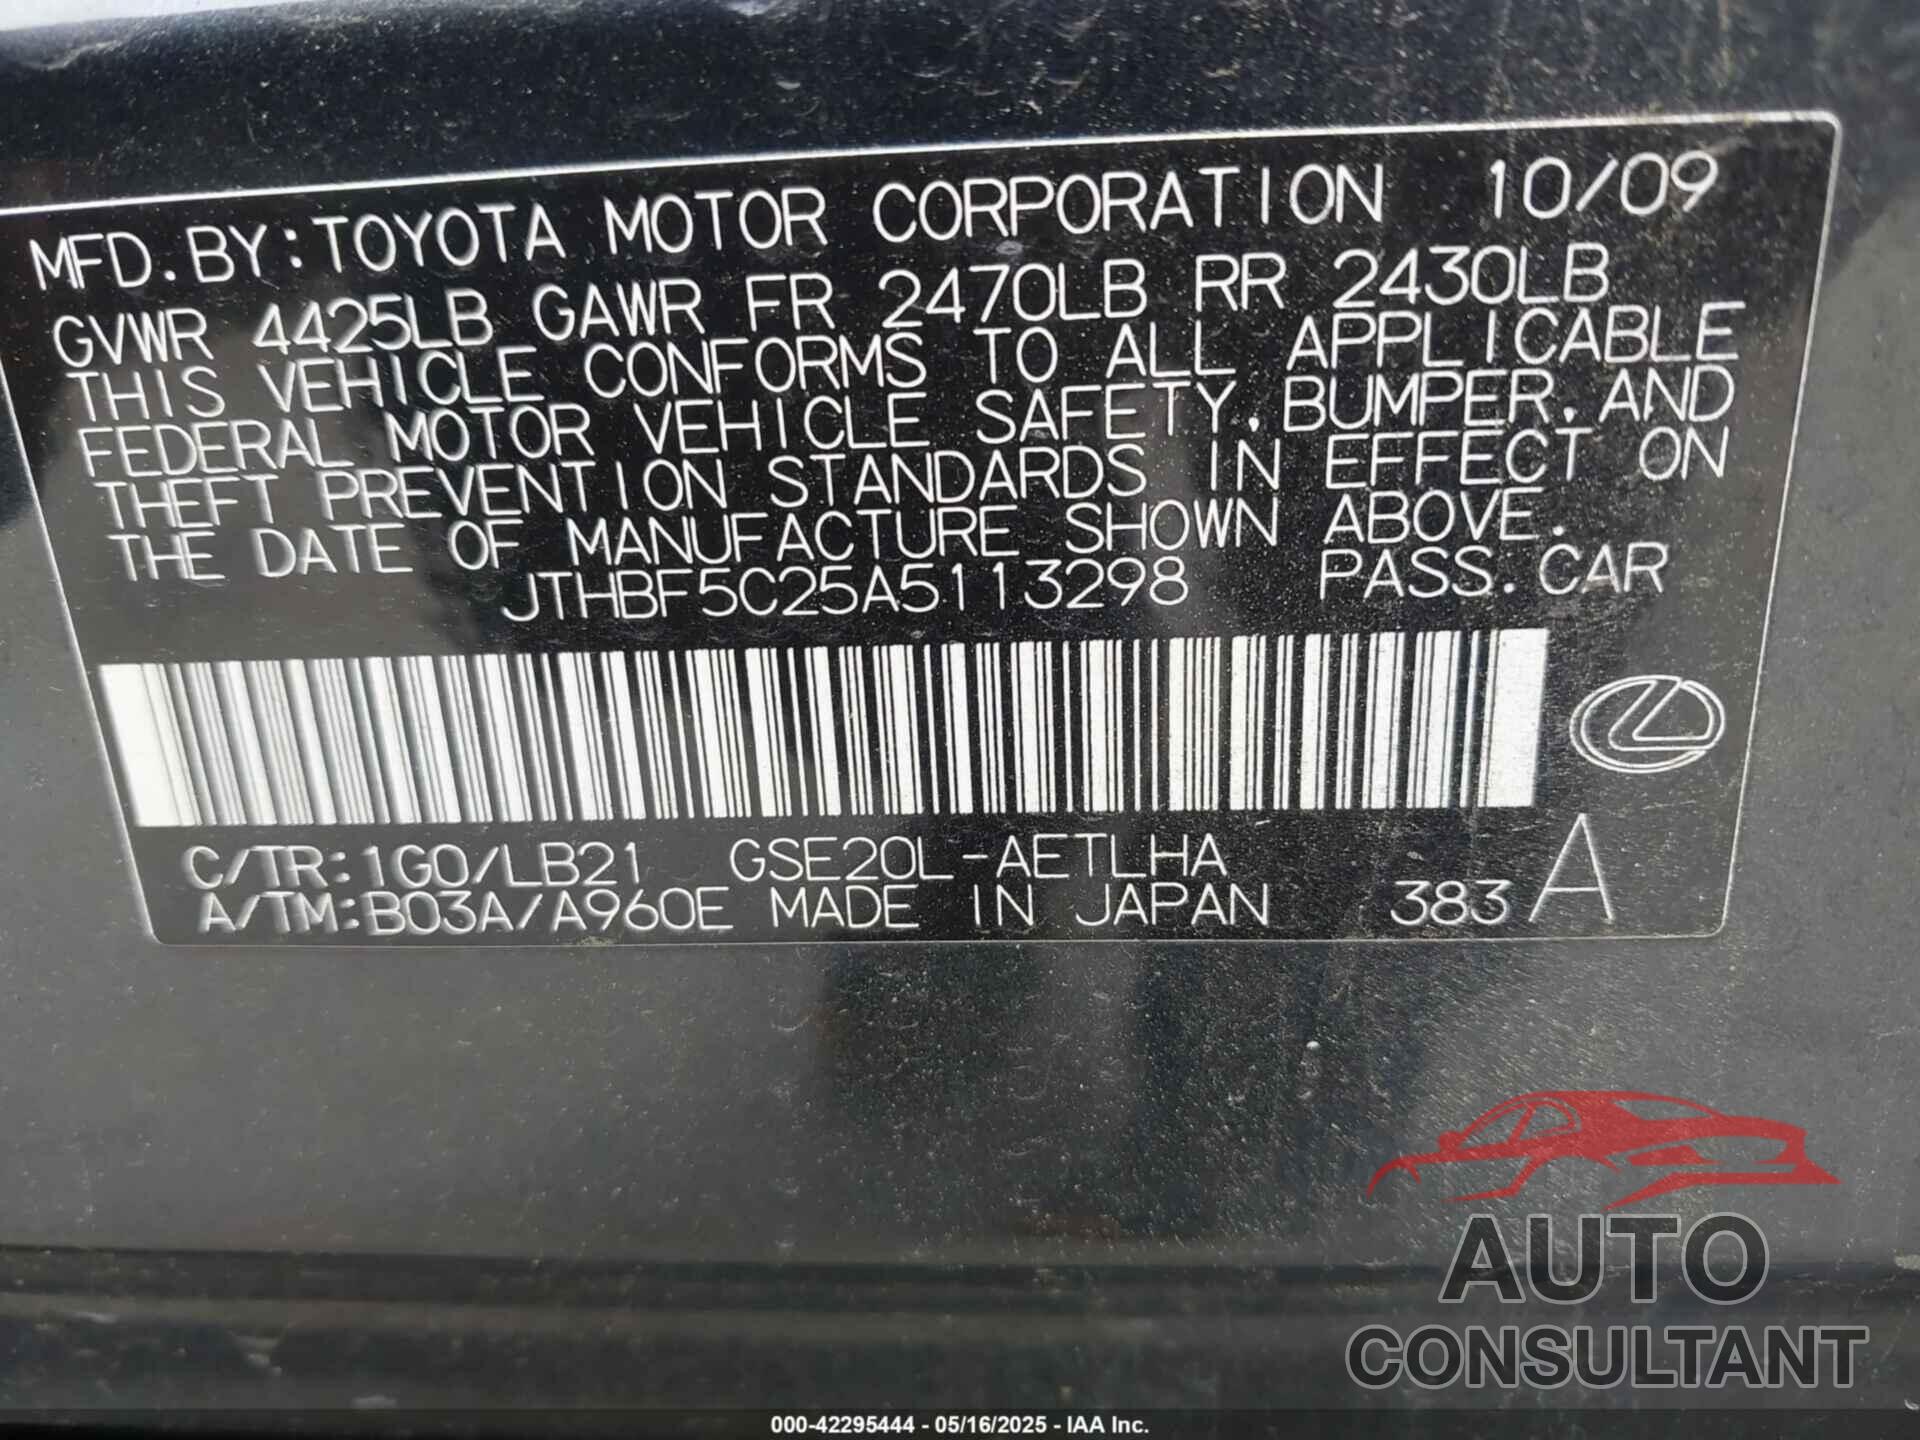 MFD.BY:TOYOTA MOTOR CORPORATION 10/09
GVWR 4425LB GAWR FR 2470LB RR 2430LB
THIS VEHICLE CONFORMS TO ALL APPLICABLE
FEDERAL MOTOR VEHICLE SAFETY,BUMPER,AND
THEFT PREVENTION STANDARDS IN EFFECT ON
THE DATE OF MANUFACTURE SHOWN ABOVE.
JTHBF5C25A5113298 PASS.CAR
C/TR:1G0/LB21 GSE20L-AETLHA
A/TM:B03A/A960E MADE IN JAPAN 383 A
AUTO
CONSULTANT
000-42295444 - 05/16/2025 - IAA Inc.